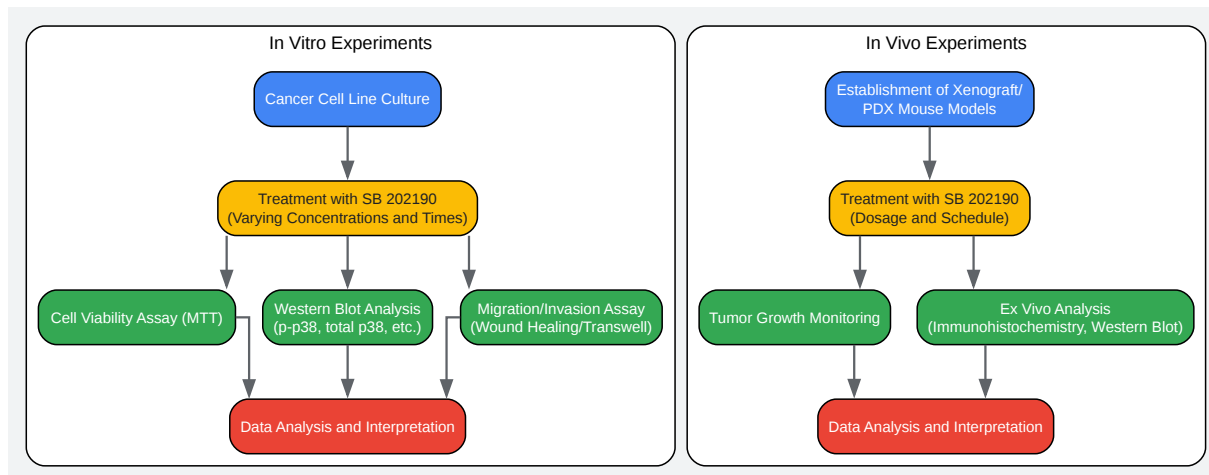 In Vitro Experiments
Cancer Cell Line Culture
Treatment with SB 202190
(Varying Concentrations and Times)
Cell Viability Assay (MTT)
Western Blot Analysis
(p-p38, total p38, etc.)
Migration/Invasion Assay
(Wound Healing/Transwell)
Data Analysis and Interpretation
In Vivo Experiments
Establishment of Xenograft/
PDX Mouse Models
Treatment with SB 202190
(Dosage and Schedule)
Tumor Growth Monitoring
Ex Vivo Analysis
(Immunohistochemistry, Western Blot)
Data Analysis and Interpretation